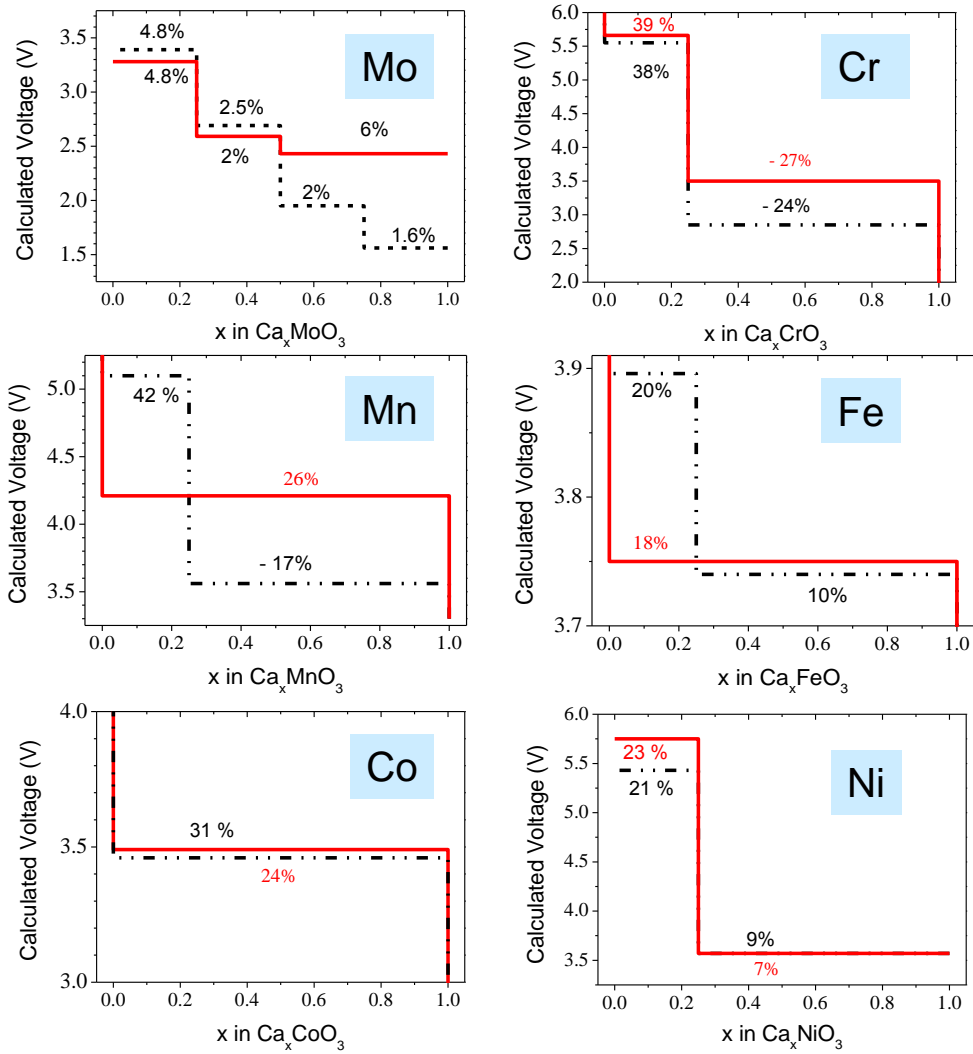 Mo
Calculated Voltage (V)
3.5
3.0
2.5
2.0
1.5
4.8%
4.8%
2.5%
2%
6%
2%
1.6%
0.0 0.2 0.4 0.6 0.8 1.0
x in CaxMoO3
Cr
Calculated Voltage (V)
6.0
5.5
5.0
4.5
4.0
3.5
3.0
2.5
2.0
39 %
38%
- 27%
- 24%
0.0 0.2 0.4 0.6 0.8 1.0
x in CaxCrO3
Mn
Calculated Voltage (V)
5.0
4.5
4.0
3.5
42 %
26%
- 17%
0.0 0.2 0.4 0.6 0.8 1.0
x in CaxMnO3
Fe
Calculated Voltage (V)
3.9
3.8
3.7
20%
18%
10%
0.0 0.2 0.4 0.6 0.8 1.0
x in CaxFeO3
Co
Calculated Voltage (V)
4.0
3.5
3.0
31 %
24%
0.0 0.2 0.4 0.6 0.8 1.0
x in CaxCoO3
Ni
Calculated Voltage (V)
6.0
5.5
5.0
4.5
4.0
3.5
23 %
21 %
9%
7%
0.0 0.2 0.4 0.6 0.8 1.0
x in CaxNiO3